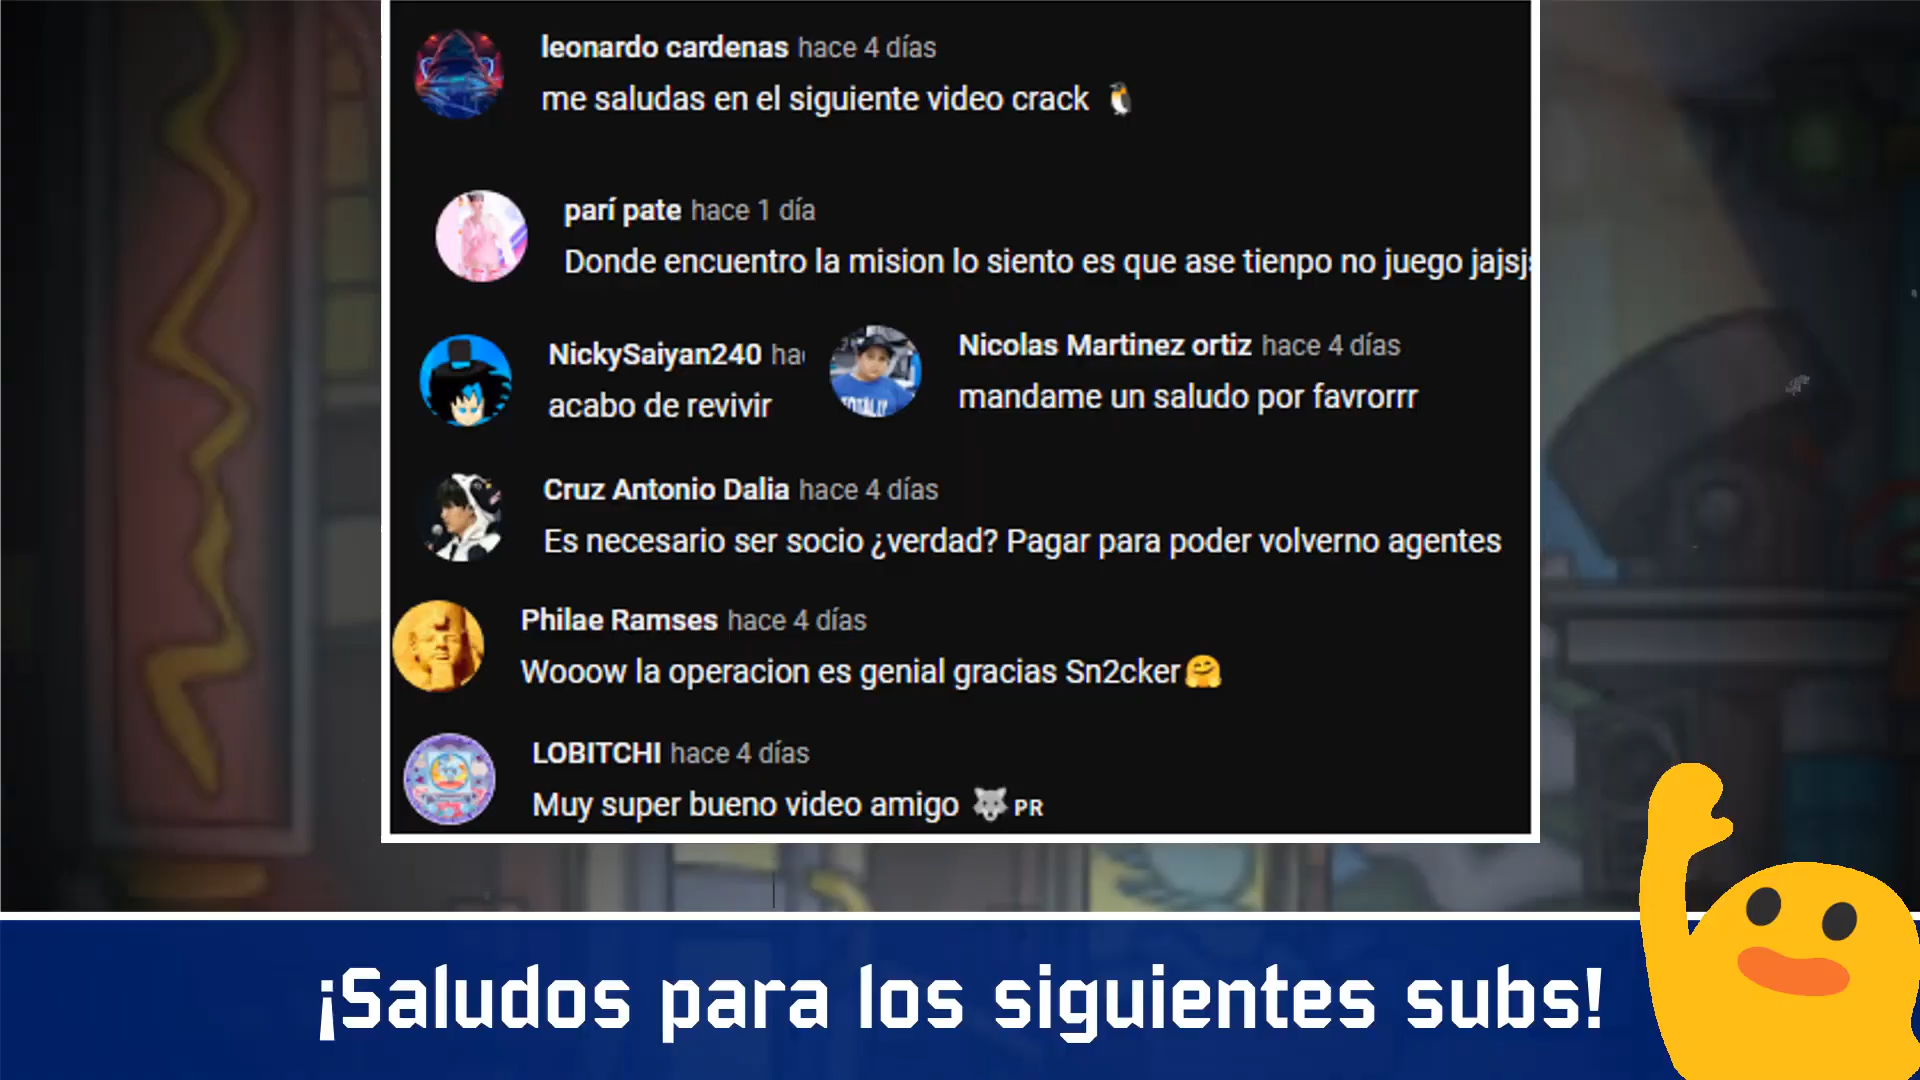 leonardo cardenas hace 4 días
me saludas en el siguiente video crack 🐧
parí pate hace 1 día
Donde encuentro la mision lo siento es que ase tienpo no juego jajsj
NickySaiyan240 ha
acabo de revivir
Nicolas Martinez ortiz hace 4 días
mandame un saludo por favrorrr
TOTALLY
Cruz Antonio Dalia hace 4 días
Es necesario ser socio ¿verdad? Pagar para poder volverno agentes
Philae Ramses hace 4 días
Wooow la operacion es genial gracias Sn2cker🤗
LOBITCHI hace 4 días
Muy super bueno video amigo 🐺 PR
¡Saludos para los siguientes subs!